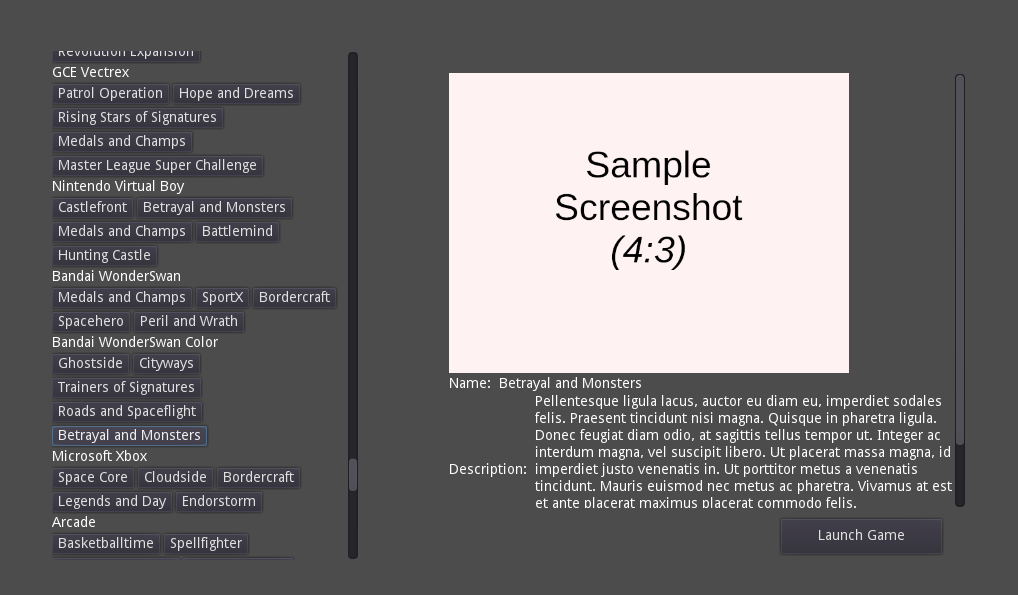 Revolution Expansion
GCE Vectrex
Patrol Operation Hope and Dreams
Rising Stars of Signatures
Medals and Champs
Master League Super Challenge
Nintendo Virtual Boy
Castlefront Betrayal and Monsters
Medals and Champs Battlemind
Hunting Castle
Bandai WonderSwan
Medals and Champs SportX Bordercraft
Spacehero Peril and Wrath
Bandai WonderSwan Color
Ghostside Cityways
Trainers of Signatures
Roads and Spaceflight
Betrayal and Monsters
Microsoft Xbox
Space Core Cloudside Bordercraft
Legends and Day Endorstorm
Arcade
Basketballtime Spellfighter
Sample
Screenshot
(4:3)
Name: Betrayal and Monsters
Pellentesque ligula lacus, auctor eu diam eu, imperdiet sodales
felis. Praesent tincidunt nisi magna. Quisque in pharetra ligula.
Donec feugiat diam odio, at sagittis tellus tempor ut. Integer ac
interdum magna, vel suscipit libero. Ut placerat massa magna, id
Description: imperdiet justo venenatis in. Ut porttitor metus a venenatis
tincidunt. Mauris euismod nec metus ac pharetra. Vivamus at est
et ante placerat maximus placerat commodo felis.
Launch Game